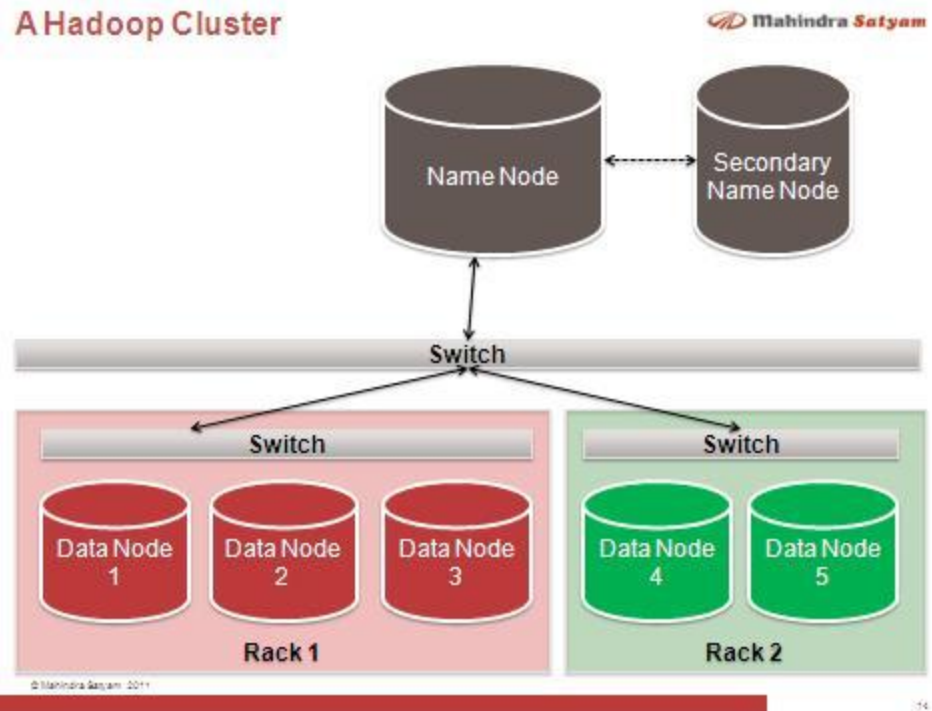 A Hadoop Cluster
Mahindra Satyam
Name Node
Secondary
Name Node
Switch
Switch
Switch
Data Node
1
Data Node
2
Data Node
3
Data Node
4
Data Node
5
Rack 1
Rack 2
© Mahindra Satyam 2011